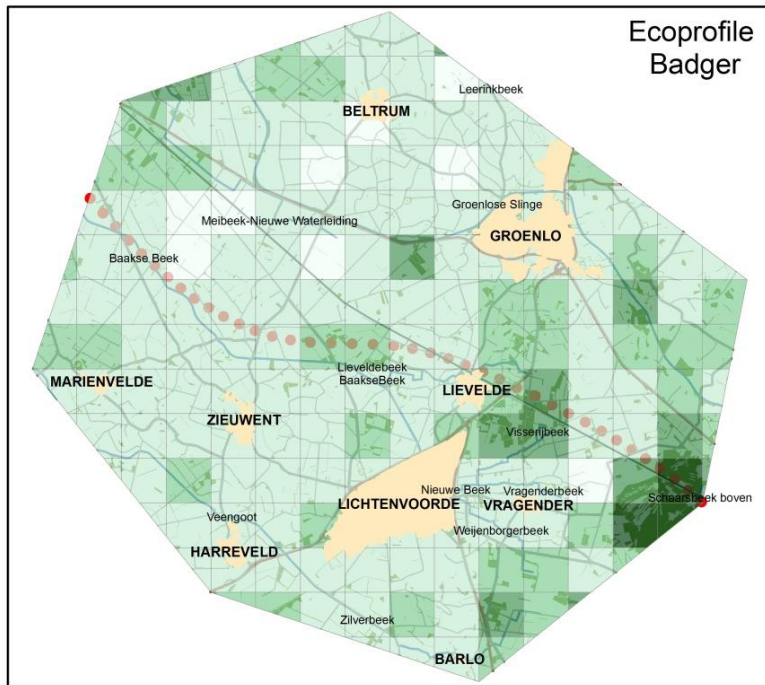 Ecoprofile
Badger
Leerinkbeek
BELTRUM
Groenlose Slinge
Meibeek-Nieuwe Waterleiding
GROENLO
Baakse Beek
Lieveldebeek
BaakseBeek
MARIENVELDE
LIEVELDE
ZIEUWENT
Visserijbeek
Nieuwe Beek
Vragenderbeek
Schaarsbeek boven
LICHTENVOORDE
VRAGENDER
Veengoot
Weijenborgerbeek
HARREVELD
Zilverbeek
BARLO